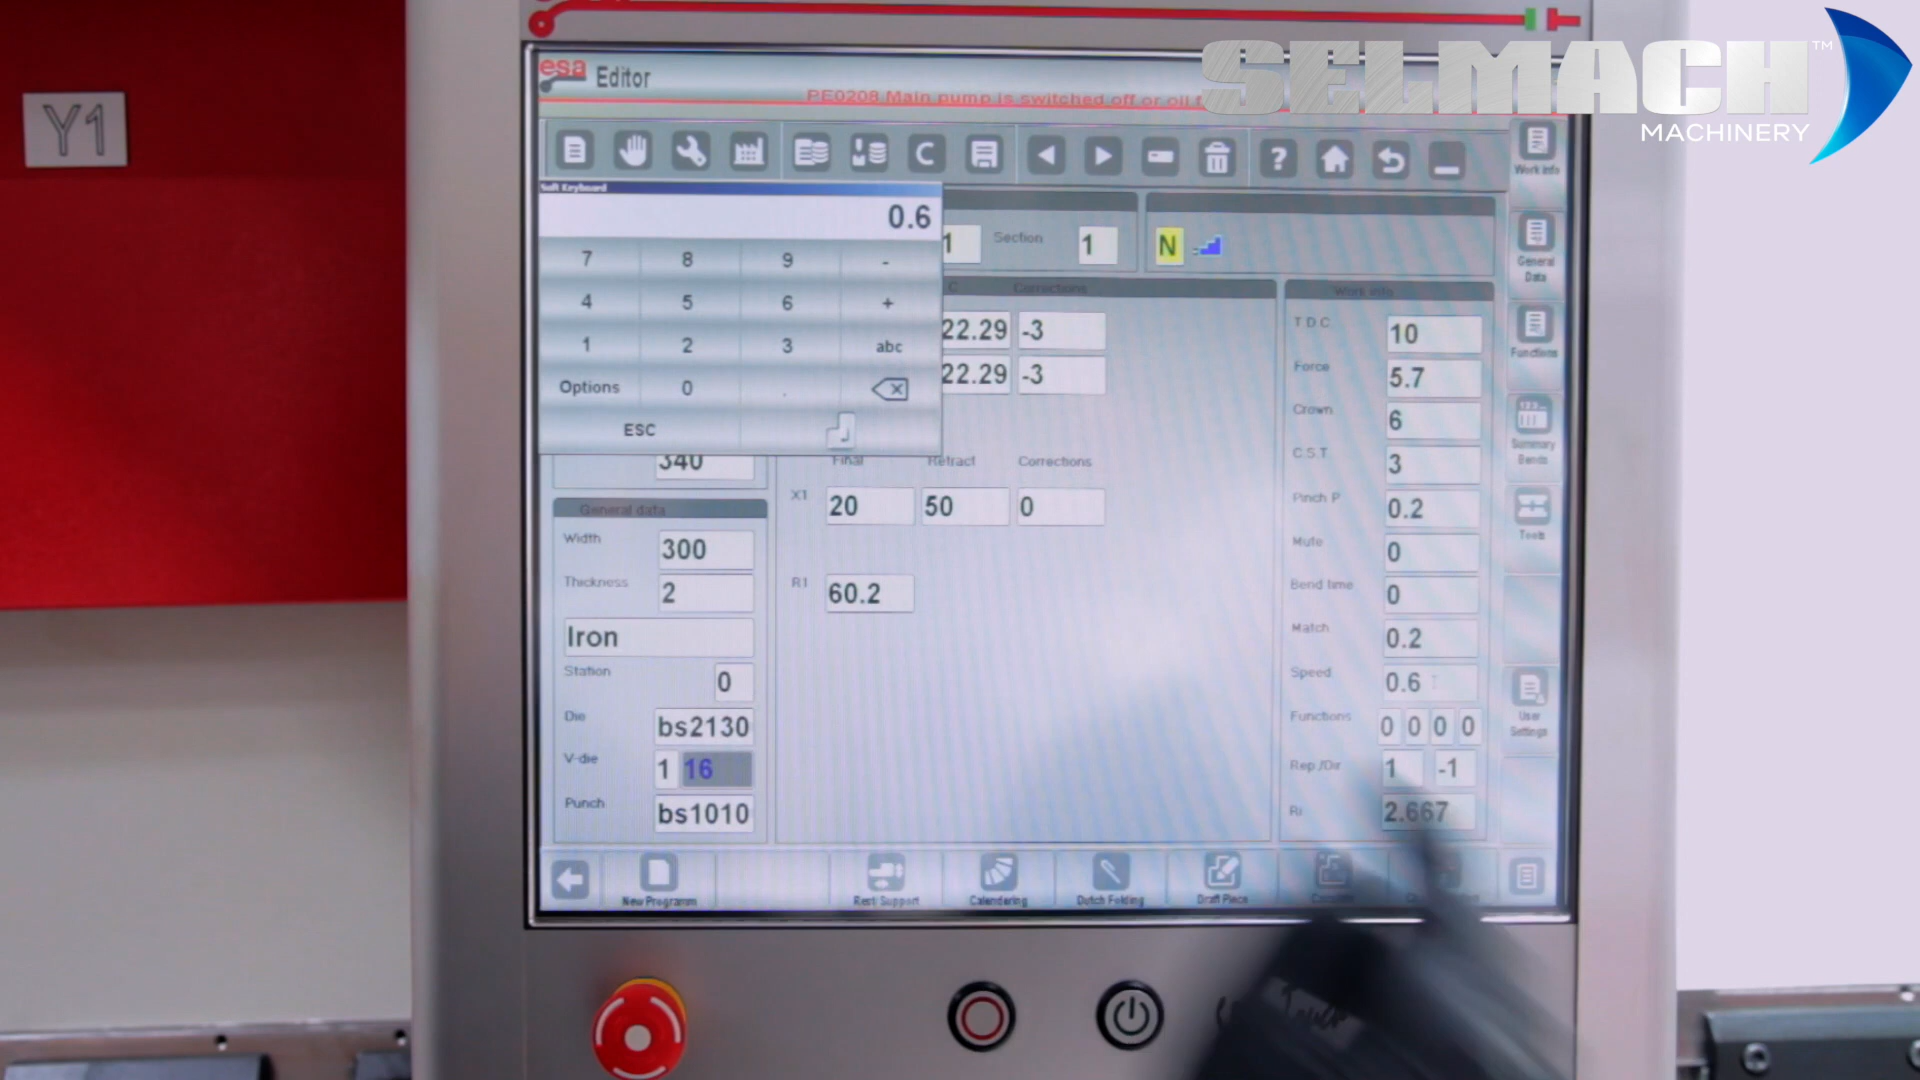 SELMACH™
MACHINERY
Y1
esa Editor
PE0208 Main pump is switched off or oil
Work info
Soft Keyboard
0.6
7 8 9 -
4 5 6 +
1 2 3 abc
Options 0 .
ESC
1 Section 1
N
C Corrections
22.29 -3
22.29 -3
340
Final Retract Corrections
X1 20 50 0
R1 60.2
General data
Width 300
Thickness 2
Iron
Station 0
Die bs2130
V-die 1 16
Punch bs1010
Work info
T D C 10
Force 5.7
Crown 6
C.S.T 3
Pinch P 0.2
Mute 0
Bend time 0
Match 0.2
Speed 0.6
Functions 0 0 0 0
Rep /Dir 1 -1
Ri 2.667
General
Data
Functions
Summary
Bends
Tools
User
Settings
New Programm
Rest/Support
Calendering
Dutch Folding
Draft Piece